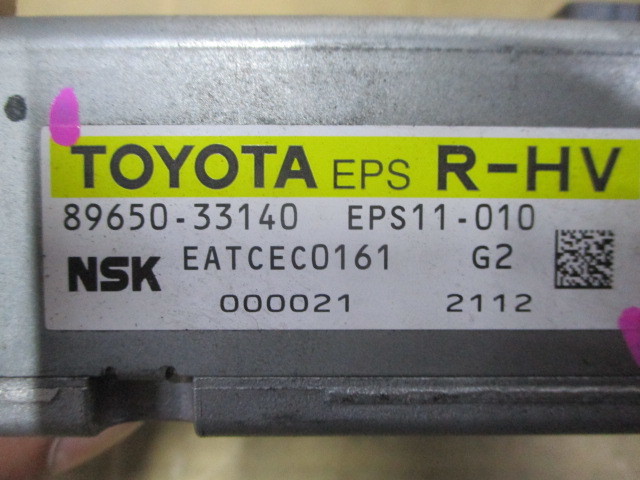 TOYOTA EPS R-HV
89650-33140 EPS11-010
NSK EATCEC0161 G2
000021 2112